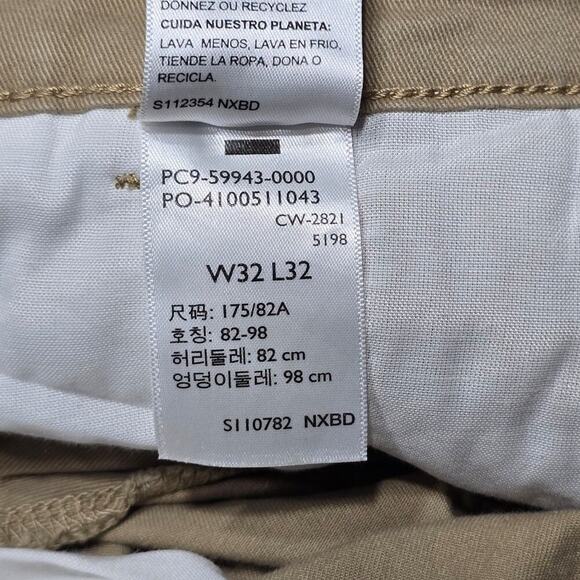 DONNEZ OU RECYCLEZ
CUIDA NUESTRO PLANETA:
LAVA MENOS, LAVA EN FRIO,
TIENDE LA ROPA, DONA O
RECICLA.
S112354 NXBD
PC9-59943-0000
PO-4100511043
CW-2821
5198
W32 L32
尺码: 175/82A
호칭: 82-98
허리둘레: 82 cm
엉덩이둘레: 98 cm
S110782 NXBD